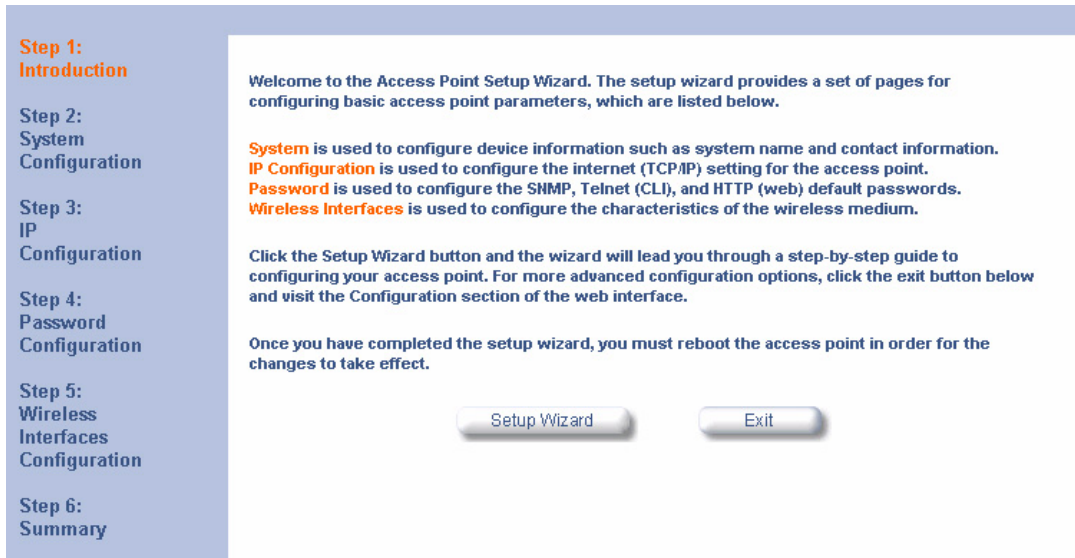 Step 1:
Introduction
Step 2:
System
Configuration
Step 3:
IP
Configuration
Step 4:
Password
Configuration
Step 5:
Wireless
Interfaces
Configuration
Step 6:
Summary
Welcome to the Access Point Setup Wizard. The setup wizard provides a set of pages for
configuring basic access point parameters, which are listed below.
System is used to configure device information such as system name and contact information.
IP Configuration is used to configure the internet (TCP/IP) setting for the access point.
Password is used to configure the SNMP, Telnet (CLI), and HTTP (web) default passwords.
Wireless Interfaces is used to configure the characteristics of the wireless medium.
Click the Setup Wizard button and the wizard will lead you through a step-by-step guide to
configuring your access point. For more advanced configuration options, click the exit button below
and visit the Configuration section of the web interface.
Once you have completed the setup wizard, you must reboot the access point in order for the
changes to take effect.
Setup Wizard
Exit